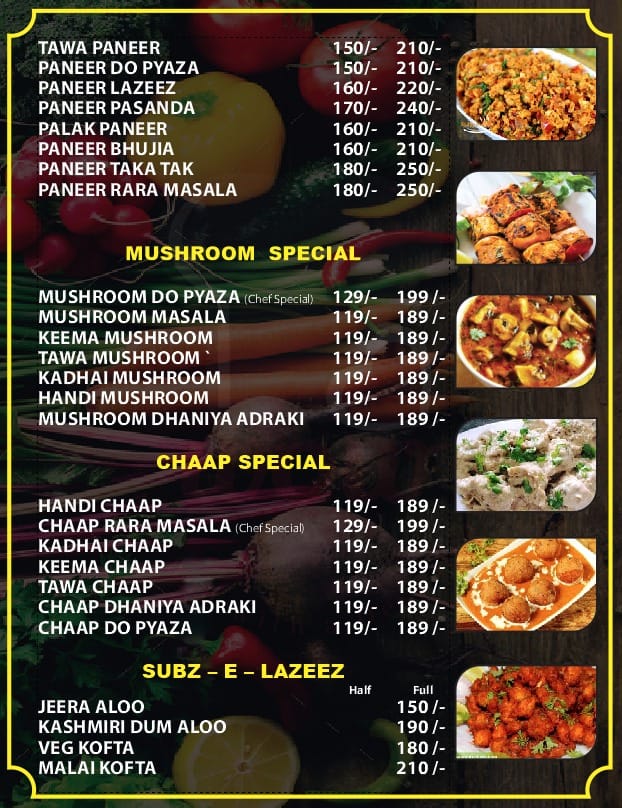 TAWA PANEER 150/- 210/-
PANEER DO PYAZA 150/- 210/-
PANEER LAZEEZ 160/- 220/-
PANEER PASANDA 170/- 240/-
PALAK PANEER 160/- 210/-
PANEER BHUJIA 160/- 210/-
PANEER TAKA TAK 180/- 250/-
PANEER RARA MASALA 180/- 250/-
MUSHROOM SPECIAL
MUSHROOM DO PYAZA (Chef Special) 129/- 199 /-
MUSHROOM MASALA 119/- 189 /-
KEEMA MUSHROOM 119/- 189 /-
TAWA MUSHROOM ` 119/- 189 /-
KADHAI MUSHROOM 119/- 189 /-
HANDI MUSHROOM 119/- 189 /-
MUSHROOM DHANIYA ADRAKI 119/- 189 /-
CHAAP SPECIAL
HANDI CHAAP 119/- 189 /-
CHAAP RARA MASALA (Chef Special) 129/- 199 /-
KADHAI CHAAP 119/- 189 /-
KEEMA CHAAP 119/- 189 /-
TAWA CHAAP 119/- 189 /-
CHAAP DHANIYA ADRAKI 119/- 189 /-
CHAAP DO PYAZA 119/- 189 /-
SUBZ – E – LAZEEZ
Half Full
JEERA ALOO 150 /-
KASHMIRI DUM ALOO 190 /-
VEG KOFTA 180 /-
MALAI KOFTA 210 /-